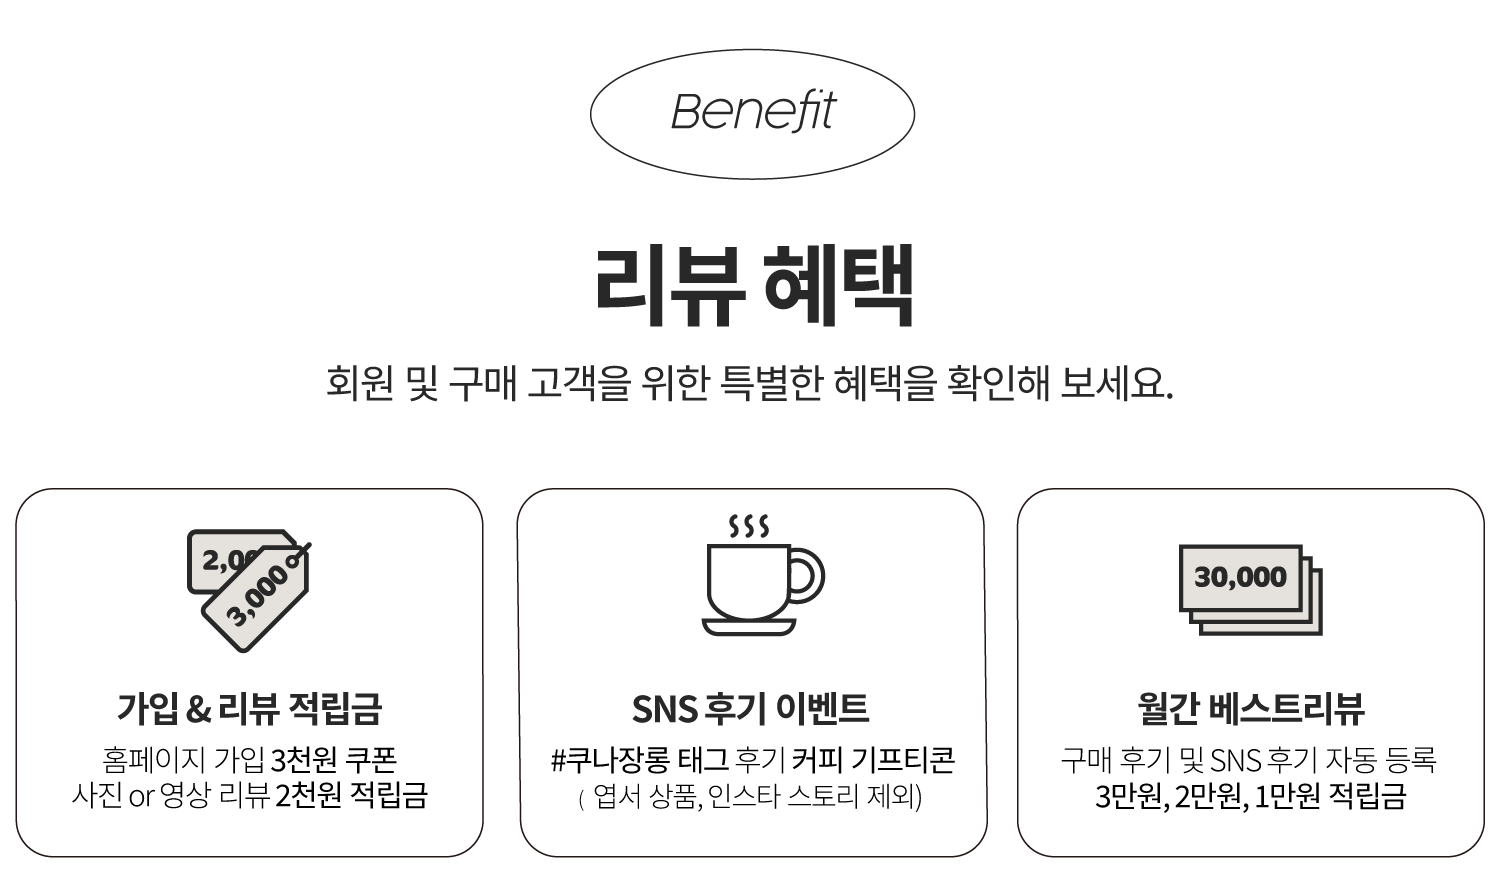 Benefit
리뷰 혜택
회원 및 구매 고객을 위한 특별한 혜택을 확인해 보세요.
2,00
3,000
가입 & 리뷰 적립금
홈페이지 가입 3천원 쿠폰
사진 or 영상 리뷰 2천원 적립금
SNS 후기 이벤트
#쿠나장롱 태그 후기 커피 기프티콘
( 엽서 상품, 인스타 스토리 제외)
30,000
월간 베스트리뷰
구매 후기 및 SNS 후기 자동 등록
3만원, 2만원, 1만원 적립금